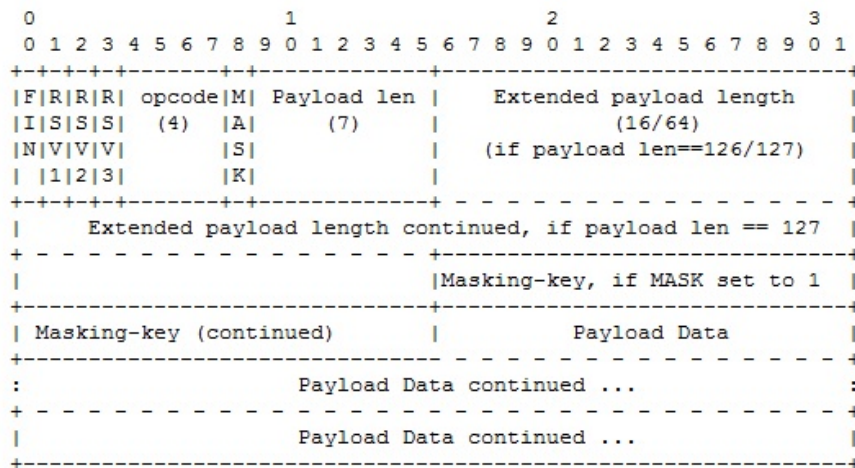 0                   1                   2                   3
 0 1 2 3 4 5 6 7 8 9 0 1 2 3 4 5 6 7 8 9 0 1 2 3 4 5 6 7 8 9 0 1
+-+-+-+-+-------+-+-------------+-------------------------------+
|F|R|R|R| opcode|M| Payload len |    Extended payload length    |
|I|S|S|S|  (4)  |A|     (7)     |             (16/64)           |
|N|V|V|V|       |S|             |   (if payload len==126/127)   |
| |1|2|3|       |K|             |                               |
+-+-+-+-+-------+-+-------------+ - - - - - - - - - - - - - - - +
|     Extended payload length continued, if payload len == 127  |
+ - - - - - - - - - - - - - - - +-------------------------------+
|                               |Masking-key, if MASK set to 1  |
+-------------------------------+-------------------------------+
| Masking-key (continued)       |          Payload Data         |
+-------------------------------- - - - - - - - - - - - - - - - +
:                     Payload Data continued ...                :
+ - - - - - - - - - - - - - - - - - - - - - - - - - - - - - - - +
|                     Payload Data continued ...                |
+---------------------------------------------------------------+